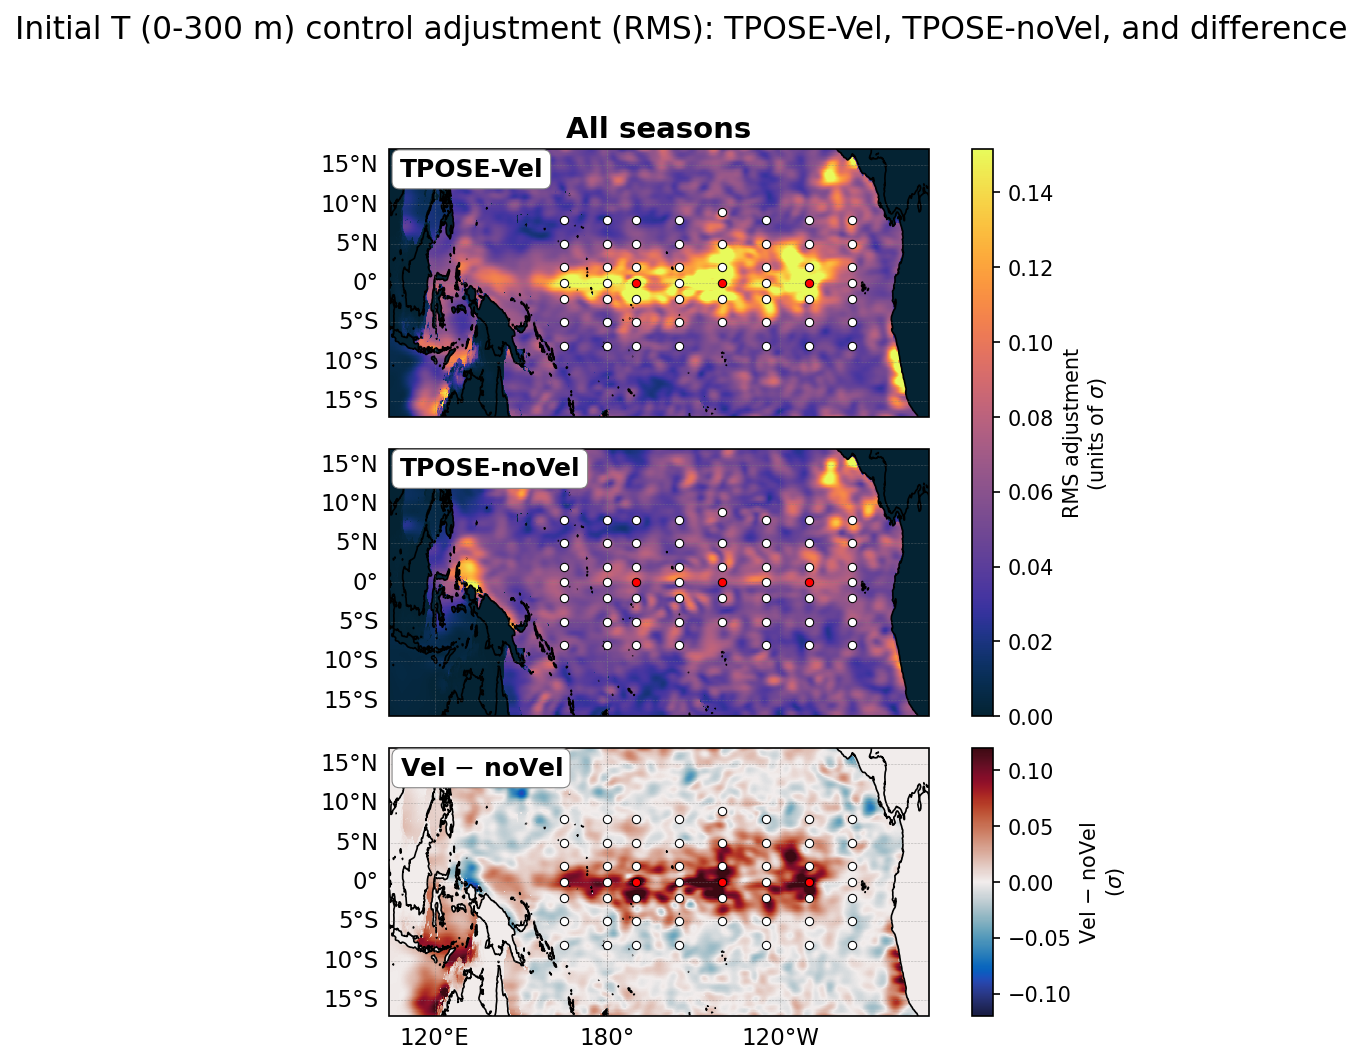 Initial T (0-300 m) control adjustment (RMS): TPOSE-Vel, TPOSE-noVel, and difference
All seasons
TPOSE-Vel
15°N
10°N
5°N
0°
5°S
10°S
15°S
TPOSE-noVel
15°N
10°N
5°N
0°
5°S
10°S
15°S
0.14
0.12
0.10
0.08
0.06
0.04
0.02
0.00
RMS adjustment
(units of σ)
Vel − noVel
15°N
10°N
5°N
0°
5°S
10°S
15°S
120°E
180°
120°W
0.10
0.05
0.00
−0.05
−0.10
Vel − noVel
(σ)